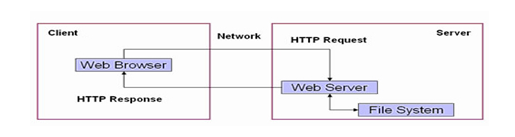 Client
Network
Server
HTTP Request
Web Browser
Web Server
HTTP Response
File System